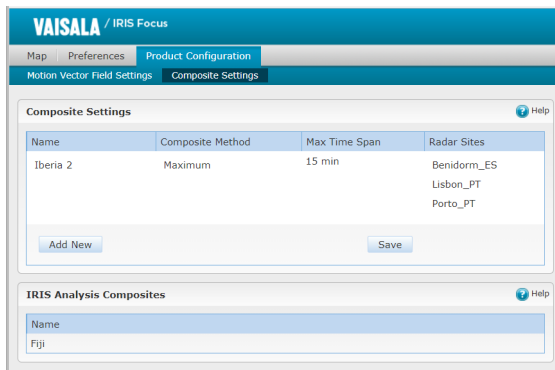 VAISALA / IRIS Focus
Map Preferences Product Configuration
Motion Vector Field Settings Composite Settings
Composite Settings ? Help
Name Composite Method Max Time Span Radar Sites
Iberia 2 Maximum 15 min Benidorm_ES
Lisbon_PT
Porto_PT
Add New Save
IRIS Analysis Composites ? Help
Name
Fiji